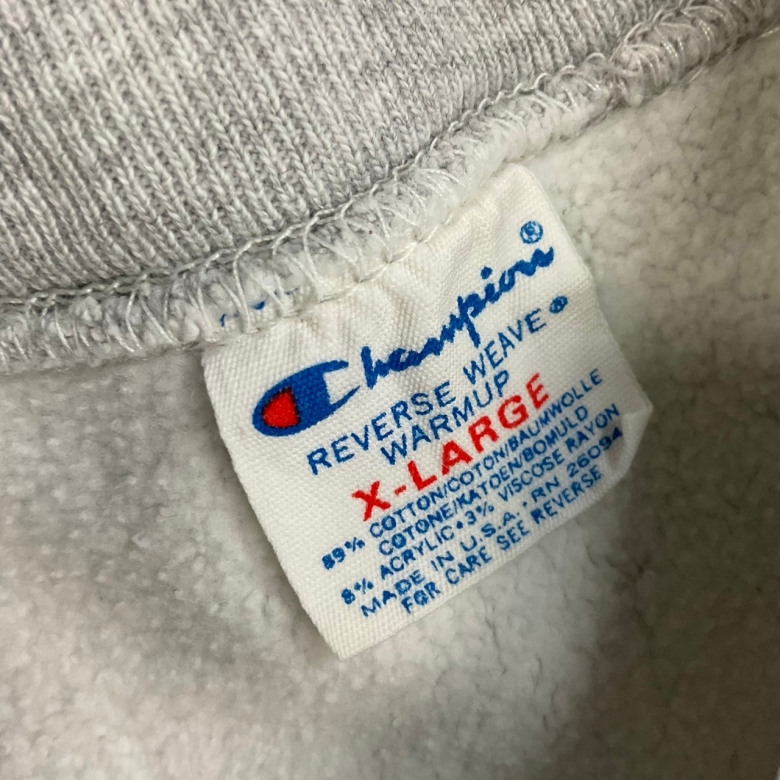 Champion®
REVERSE WEAVE®
WARMUP
X-LARGE
89% COTTON/COTON/BAUMWOLLE
COTONE/KATOEN/BOMULD
8% ACRYLIC•3% VISCOSE RAYON
MADE IN U.S.A. RN 26094
FOR CARE SEE REVERSE